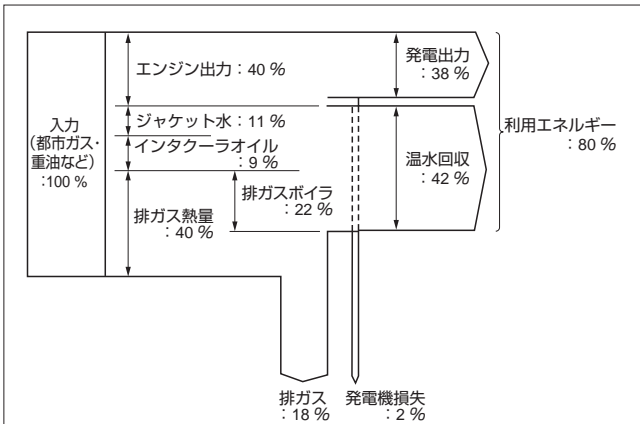 入力
（都市ガス・
重油など）
:100 %
エンジン出力：40 %
ジャケット水：11 %
インタクーラオイル
：9 %
排ガス熱量
：40 %
排ガスボイラ
：22 %
発電出力
：38 %
温水回収
：42 %
利用エネルギー
：80 %
排ガス
：18 %
発電機損失
：2 %